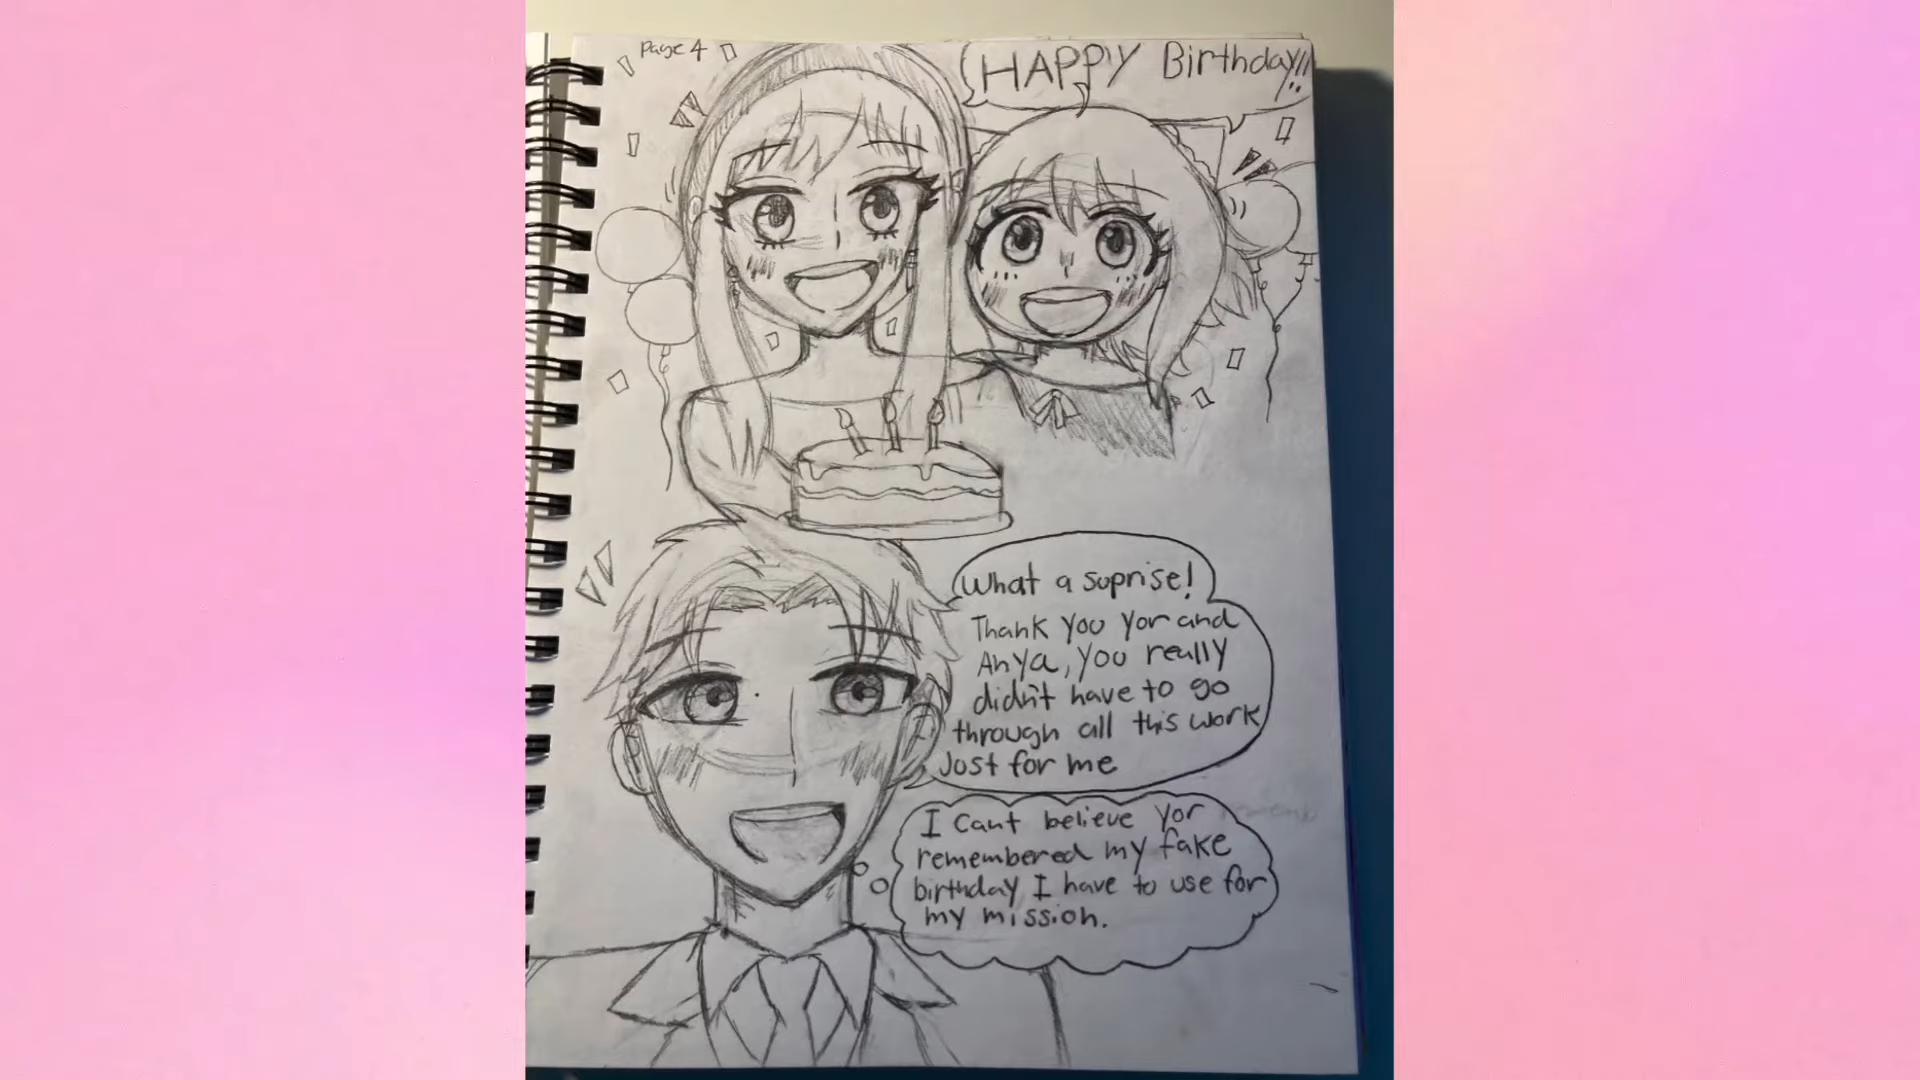 Page 4
HAPPY Birthday!!
What a suprise!
Thank you yor and
Anya, you really
didn't have to go
through all this work
Just for me
I cant believe yor
remembered my fake
birthday I have to use for
my mission.